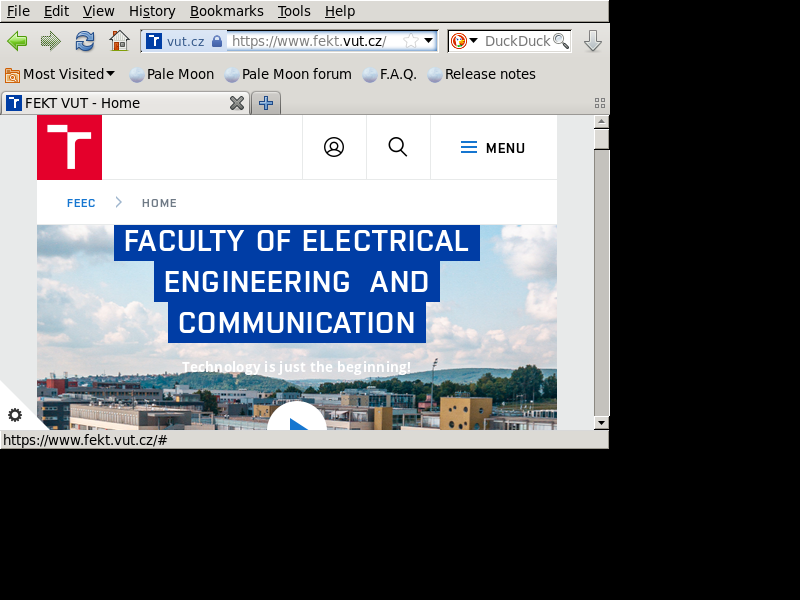 File Edit View History Bookmarks Tools Help
vut.cz https://www.fekt.vut.cz/ DuckDuck
Most Visited Pale Moon Pale Moon forum F.A.Q. Release notes
FEKT VUT - Home
MENU
FEEC HOME
FACULTY OF ELECTRICAL
ENGINEERING AND
COMMUNICATION
Technology is just the beginning!
https://www.fekt.vut.cz/#